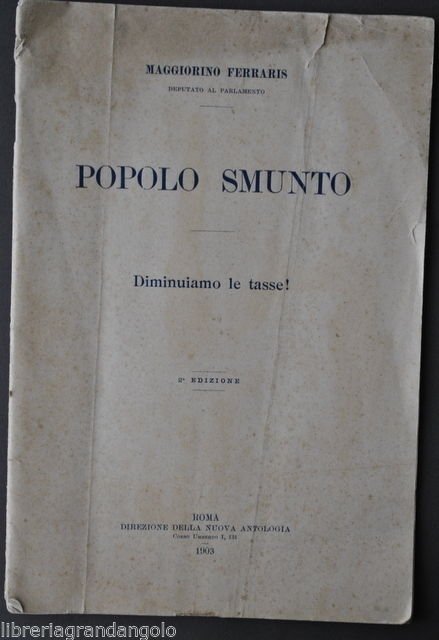 MAGGIORINO FERRARIS
DEPUTATO AL PARLAMENTO
POPOLO SMUNTO
Diminuiamo le tasse!
2ª EDIZIONE
ROMA
DIREZIONE DELLA NUOVA ANTOLOGIA
Corso Umberto I, 131
1903
libreriagrandangolo